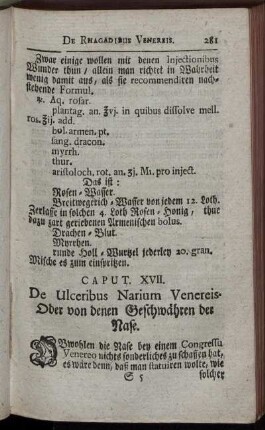 De Rhagadibus Venereis. 281
Zwar einige wollen mit denen Injectionibus
Wunder thun, allein man richtet in Wahrheit
wenig damit aus, als sie recommendiren nach-
stehende Formul.
℞. Aq. rosar.
plantag. an. ℥vj. in quibus dissolve mell.
ros. ℥ij. add.
bol. armen. pt.
sang. dracon.
myrrh.
thur.
aristoloch. rot. an. ʒj. M. pro inject.
Das ist:
Rosen-Wasser
Breitwegerich-Wasser von jedem 12. Loth.
Zerlasse in solchen 4. Loth Rosen-Honig, thue
dazu zart geriebenen Armenischen bolus.
Drachen-Blut.
Myrrhen.
runde Holl-Wurtzel jederley 20. gran.
Mische es zum einspritzen.
CAPUT. XVII.
De Ulceribus Narium Venereis.
Oder von denen Geschwähren der
Nase.
OBwohlen die Nase bey einem Congressu
Venereo nichts sonderliches zu schaffen hat,
es wäre denn, daß man statuiren wolte, wie
S 5 solcher